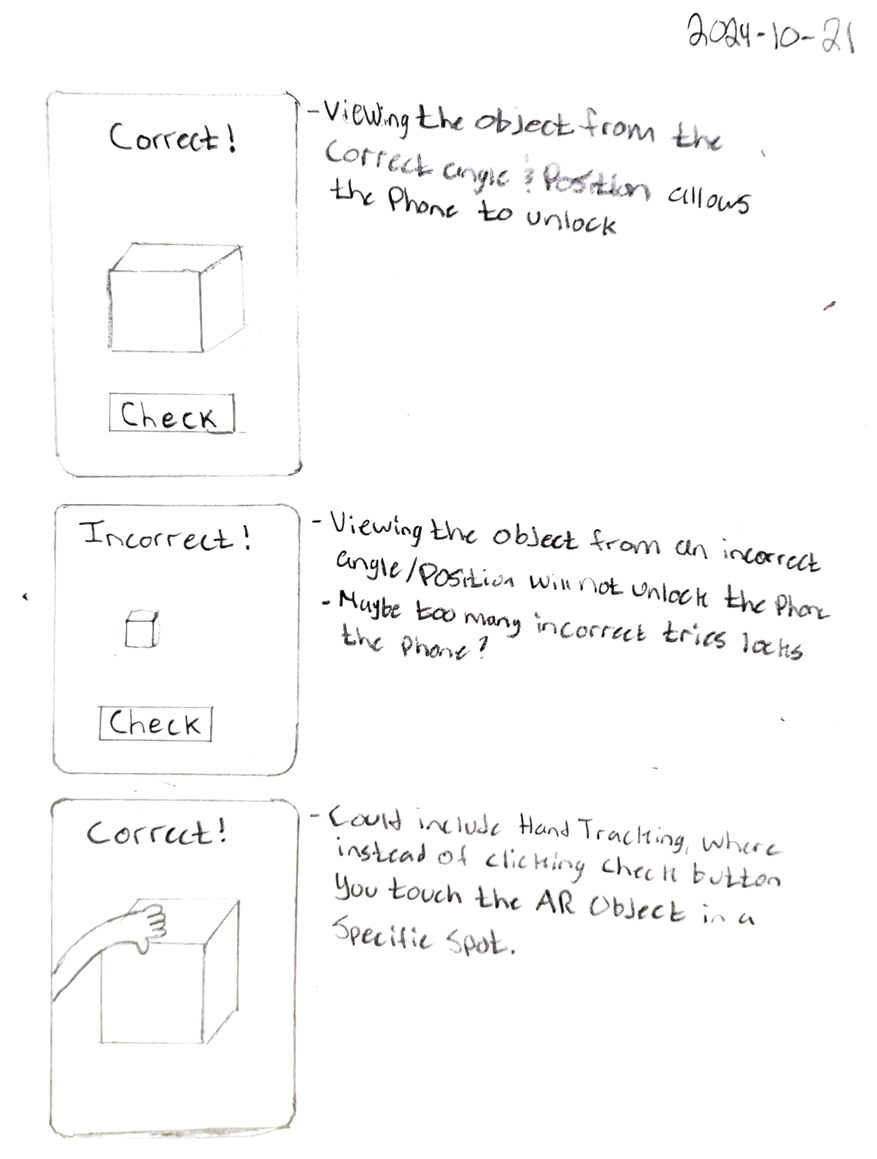 2024-10-21
Correct!
Check
- Viewing the object from the
Correct angle & Position allows
the Phone to unlock
Incorrect!
Check
- Viewing the object from an incorrect
angle/Position will not unlock the Phone
- Maybe too many incorrect tries locks
the phone?
Correct!
- Could include Hand Tracking, where
instead of clicking check button
You touch the AR Object in a
Specific Spot.